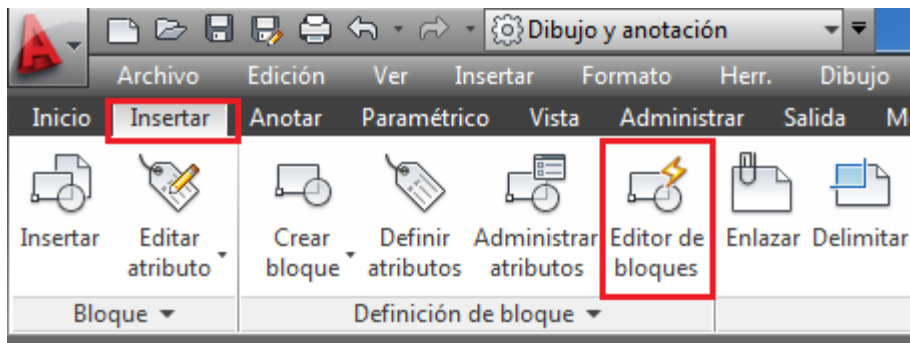 Dibujo y anotación
Archivo Edición Ver Insertar Formato Herr. Dibujo
Inicio Insertar Anotar Paramétrico Vista Administrar Salida M
Insertar Editar Crear Definir Administrar Editor de Enlazar Delimitar
atributo bloque atributos atributos bloques
Bloque Definición de bloque